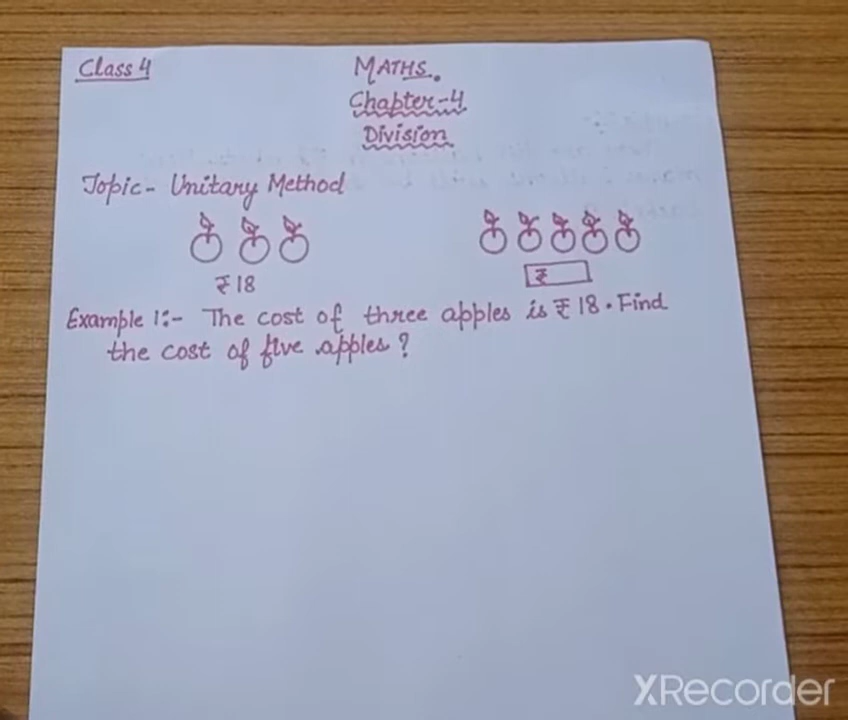 Class 4
MATHS.
Chapter-4
Division
Topic- Unitary Method
₹18
₹
Example 1:- The cost of three apples is ₹ 18. Find
the cost of five apples?
XRecorder